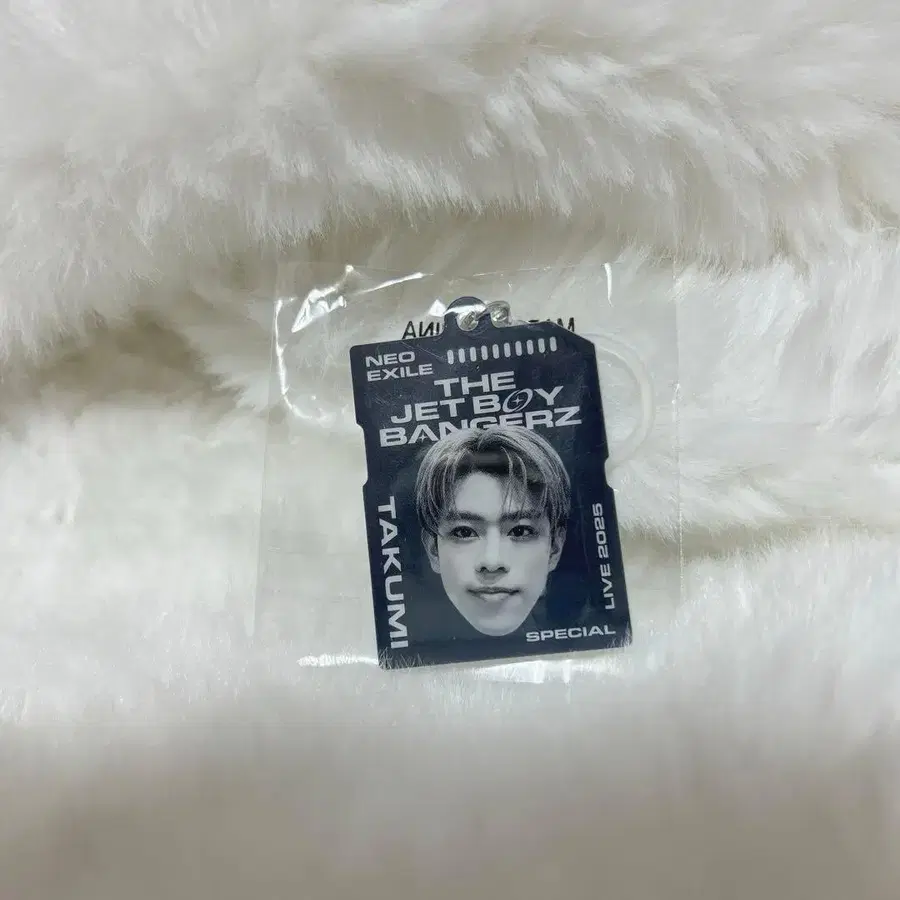 NEO
EXILE
THE
JET BOY
BANGERZ
TAKUMI
LIVE 2025
SPECIAL